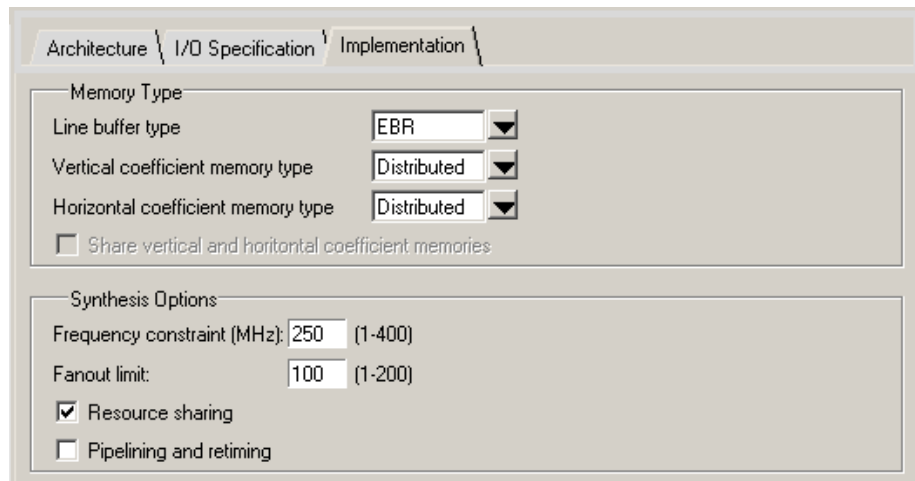 Architecture I/O Specification Implementation
Memory Type
Line buffer type EBR
Vertical coefficient memory type Distributed
Horizontal coefficient memory type Distributed
Share vertical and horitontal coefficient memories
Synthesis Options
Frequency constraint (MHz): 250 (1-400)
Fanout limit: 100 (1-200)
Resource sharing
Pipelining and retiming